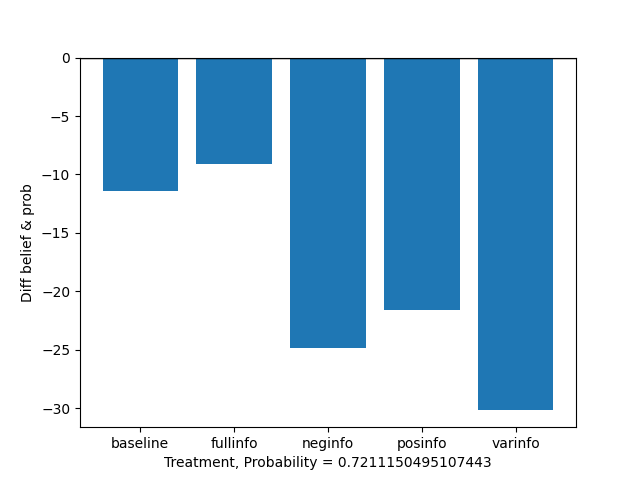 0
−5
−10
−15
−20
−25
−30
Diff belief & prob
baseline fullinfo neginfo posinfo varinfo
Treatment, Probability = 0.7211150495107443